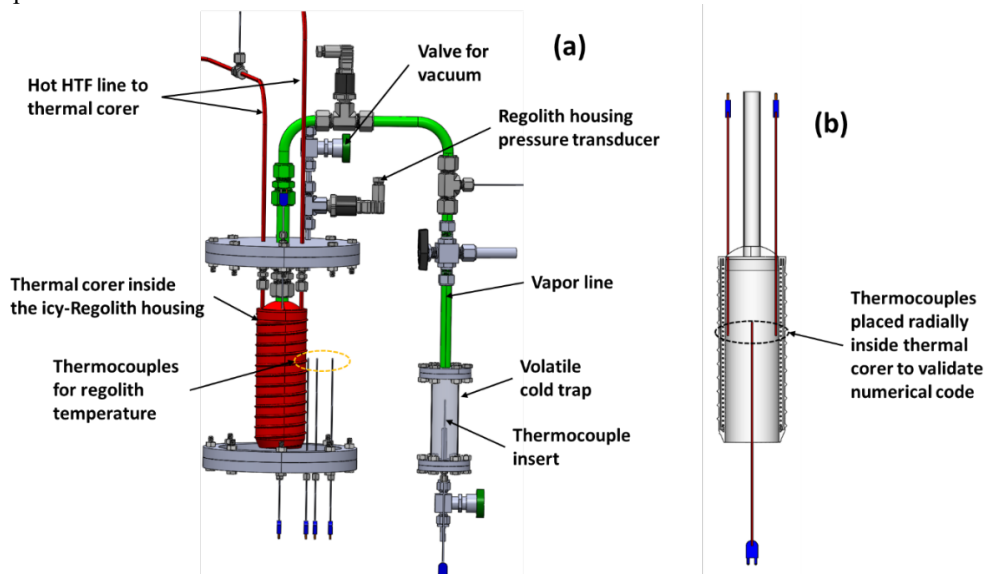 (a)
Hot HTF line to
thermal corer
Valve for
vacuum
Regolith housing
pressure transducer
Thermal corer inside
the icy-Regolith housing
Thermocouples
for regolith
temperature
Vapor line
Volatile
cold trap
Thermocouple
insert
(b)
Thermocouples
placed radially
inside thermal
corer to validate
numerical code